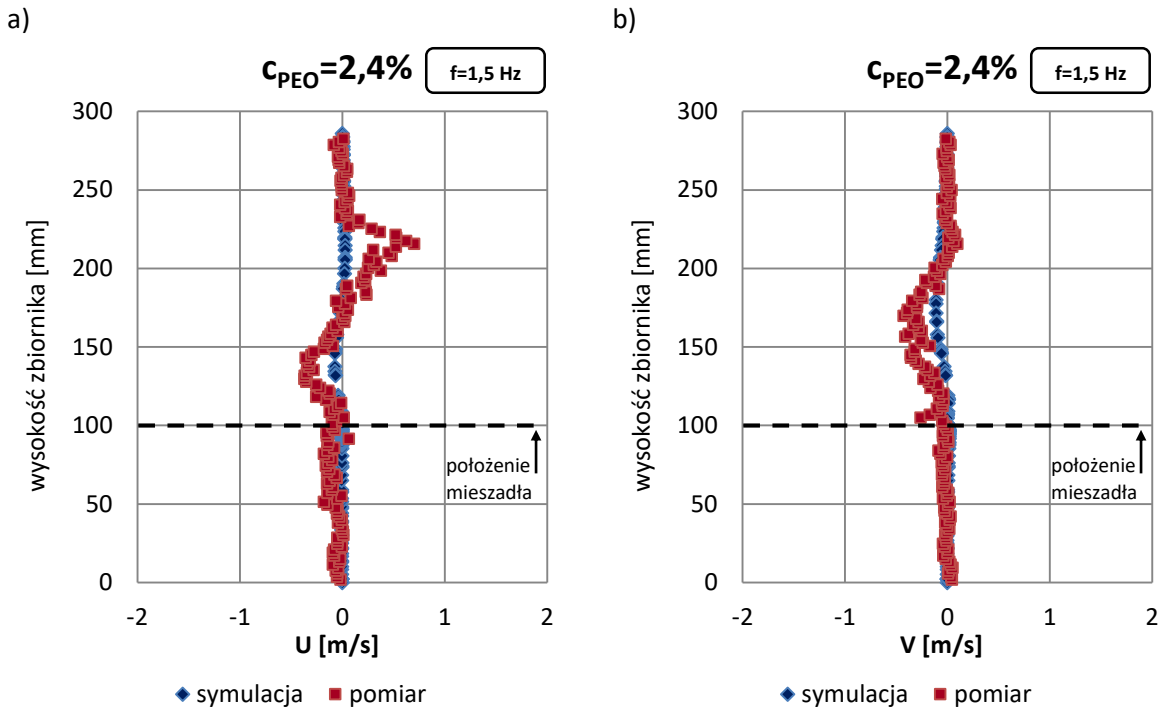 a)
c_PEO=2,4%
f=1,5 Hz
300
250
200
150
100
50
0
wysokość zbiornika [mm]
położenie
mieszadła
-2 -1 0 1 2
U [m/s]
symulacja pomiar
b)
c_PEO=2,4%
f=1,5 Hz
300
250
200
150
100
50
0
wysokość zbiornika [mm]
położenie
mieszadła
-2 -1 0 1 2
V [m/s]
symulacja pomiar